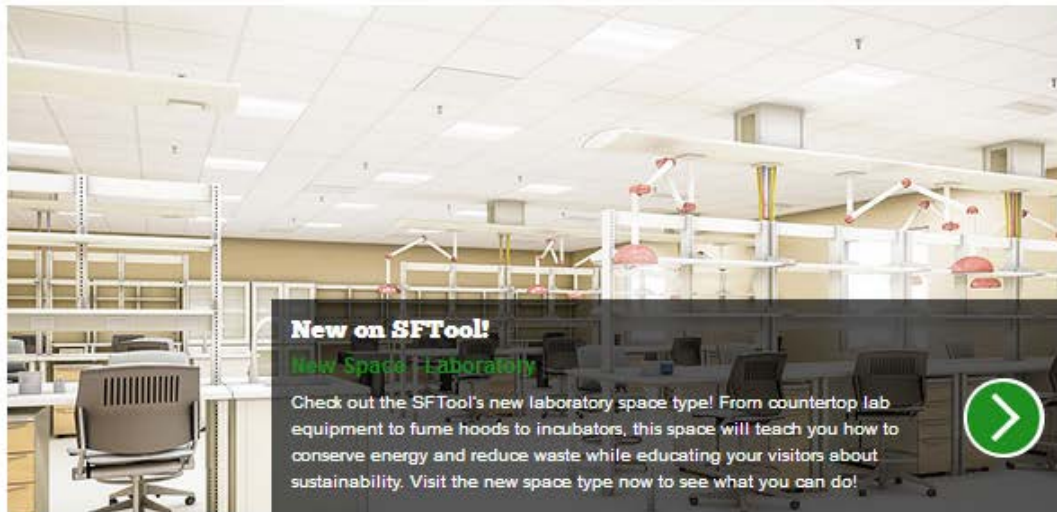 New on SFTool!
New Space - Laboratory
Check out the SFTool's new laboratory space type! From countertop lab
equipment to fume hoods to incubators, this space will teach you how to
conserve energy and reduce waste while educating your visitors about
sustainability. Visit the new space type now to see what you can do!